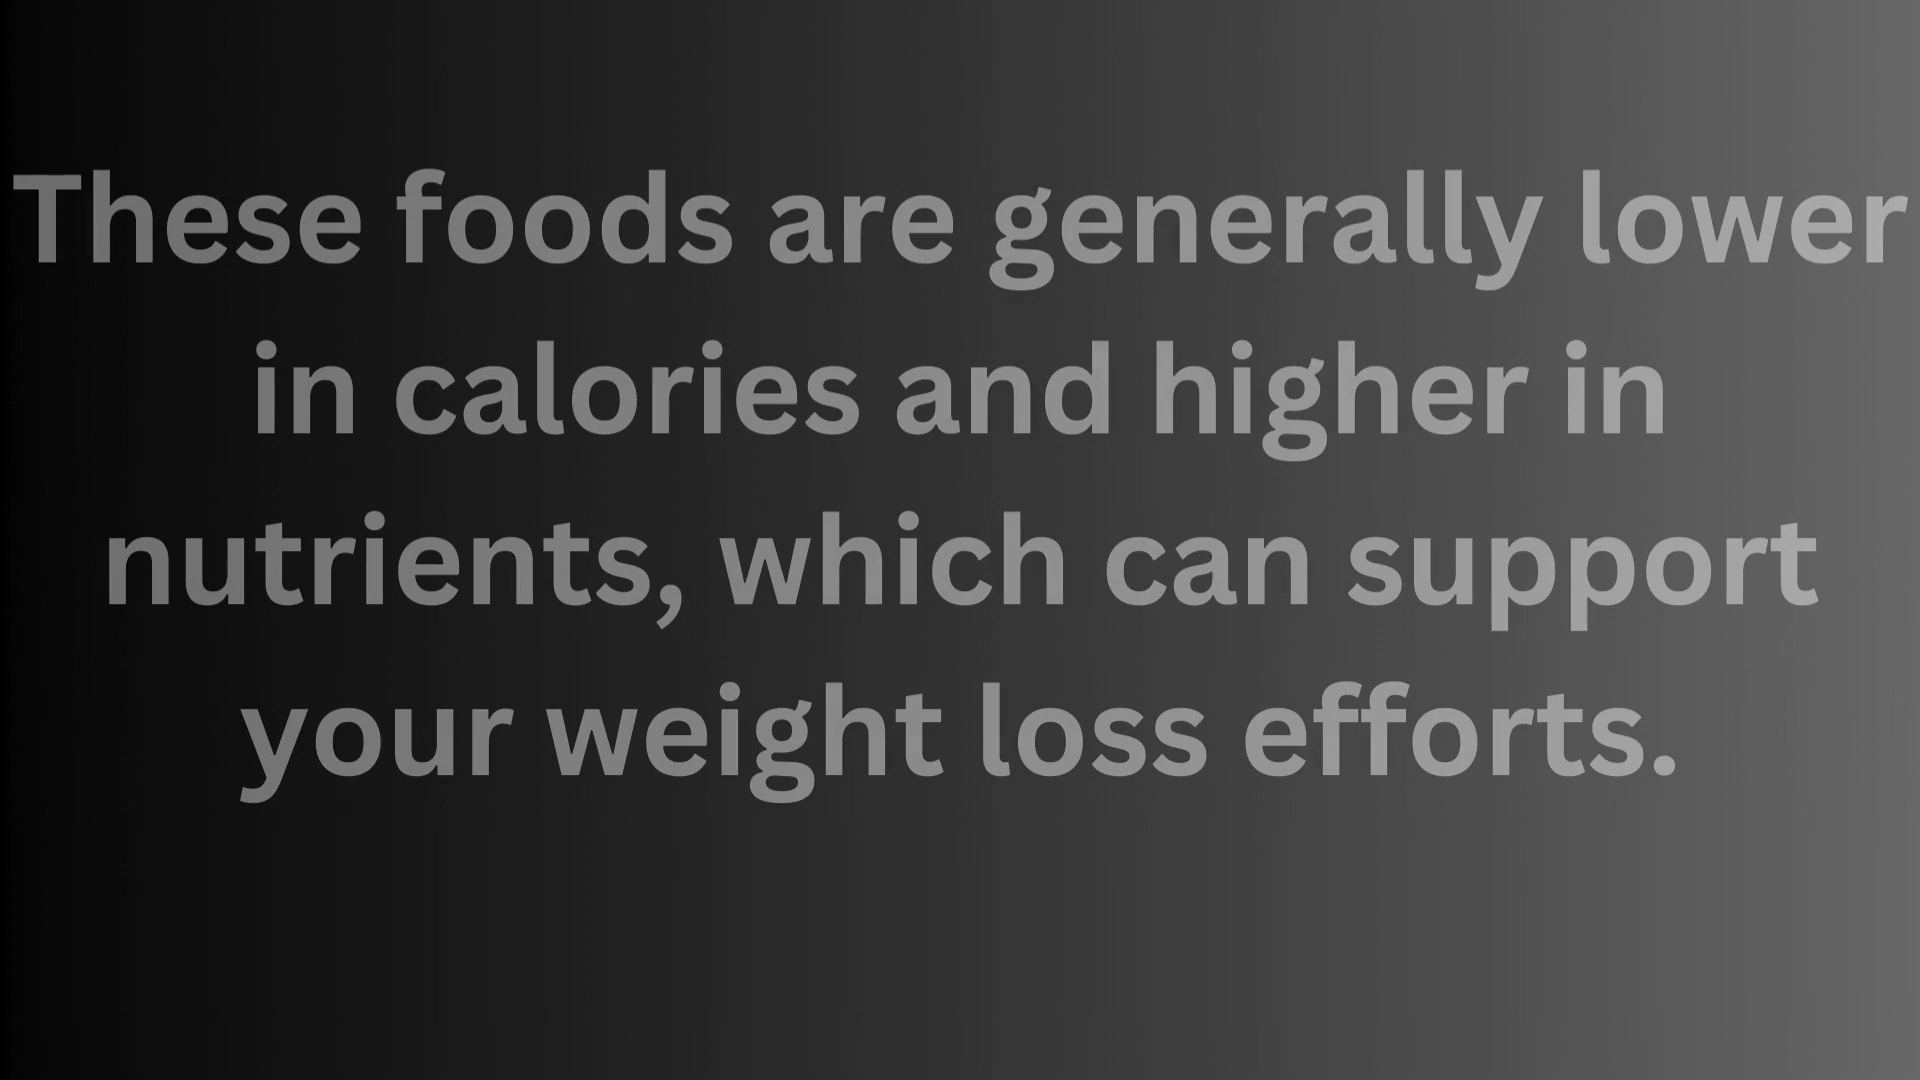 These foods are generally lower
in calories and higher in
nutrients, which can support
your weight loss efforts.